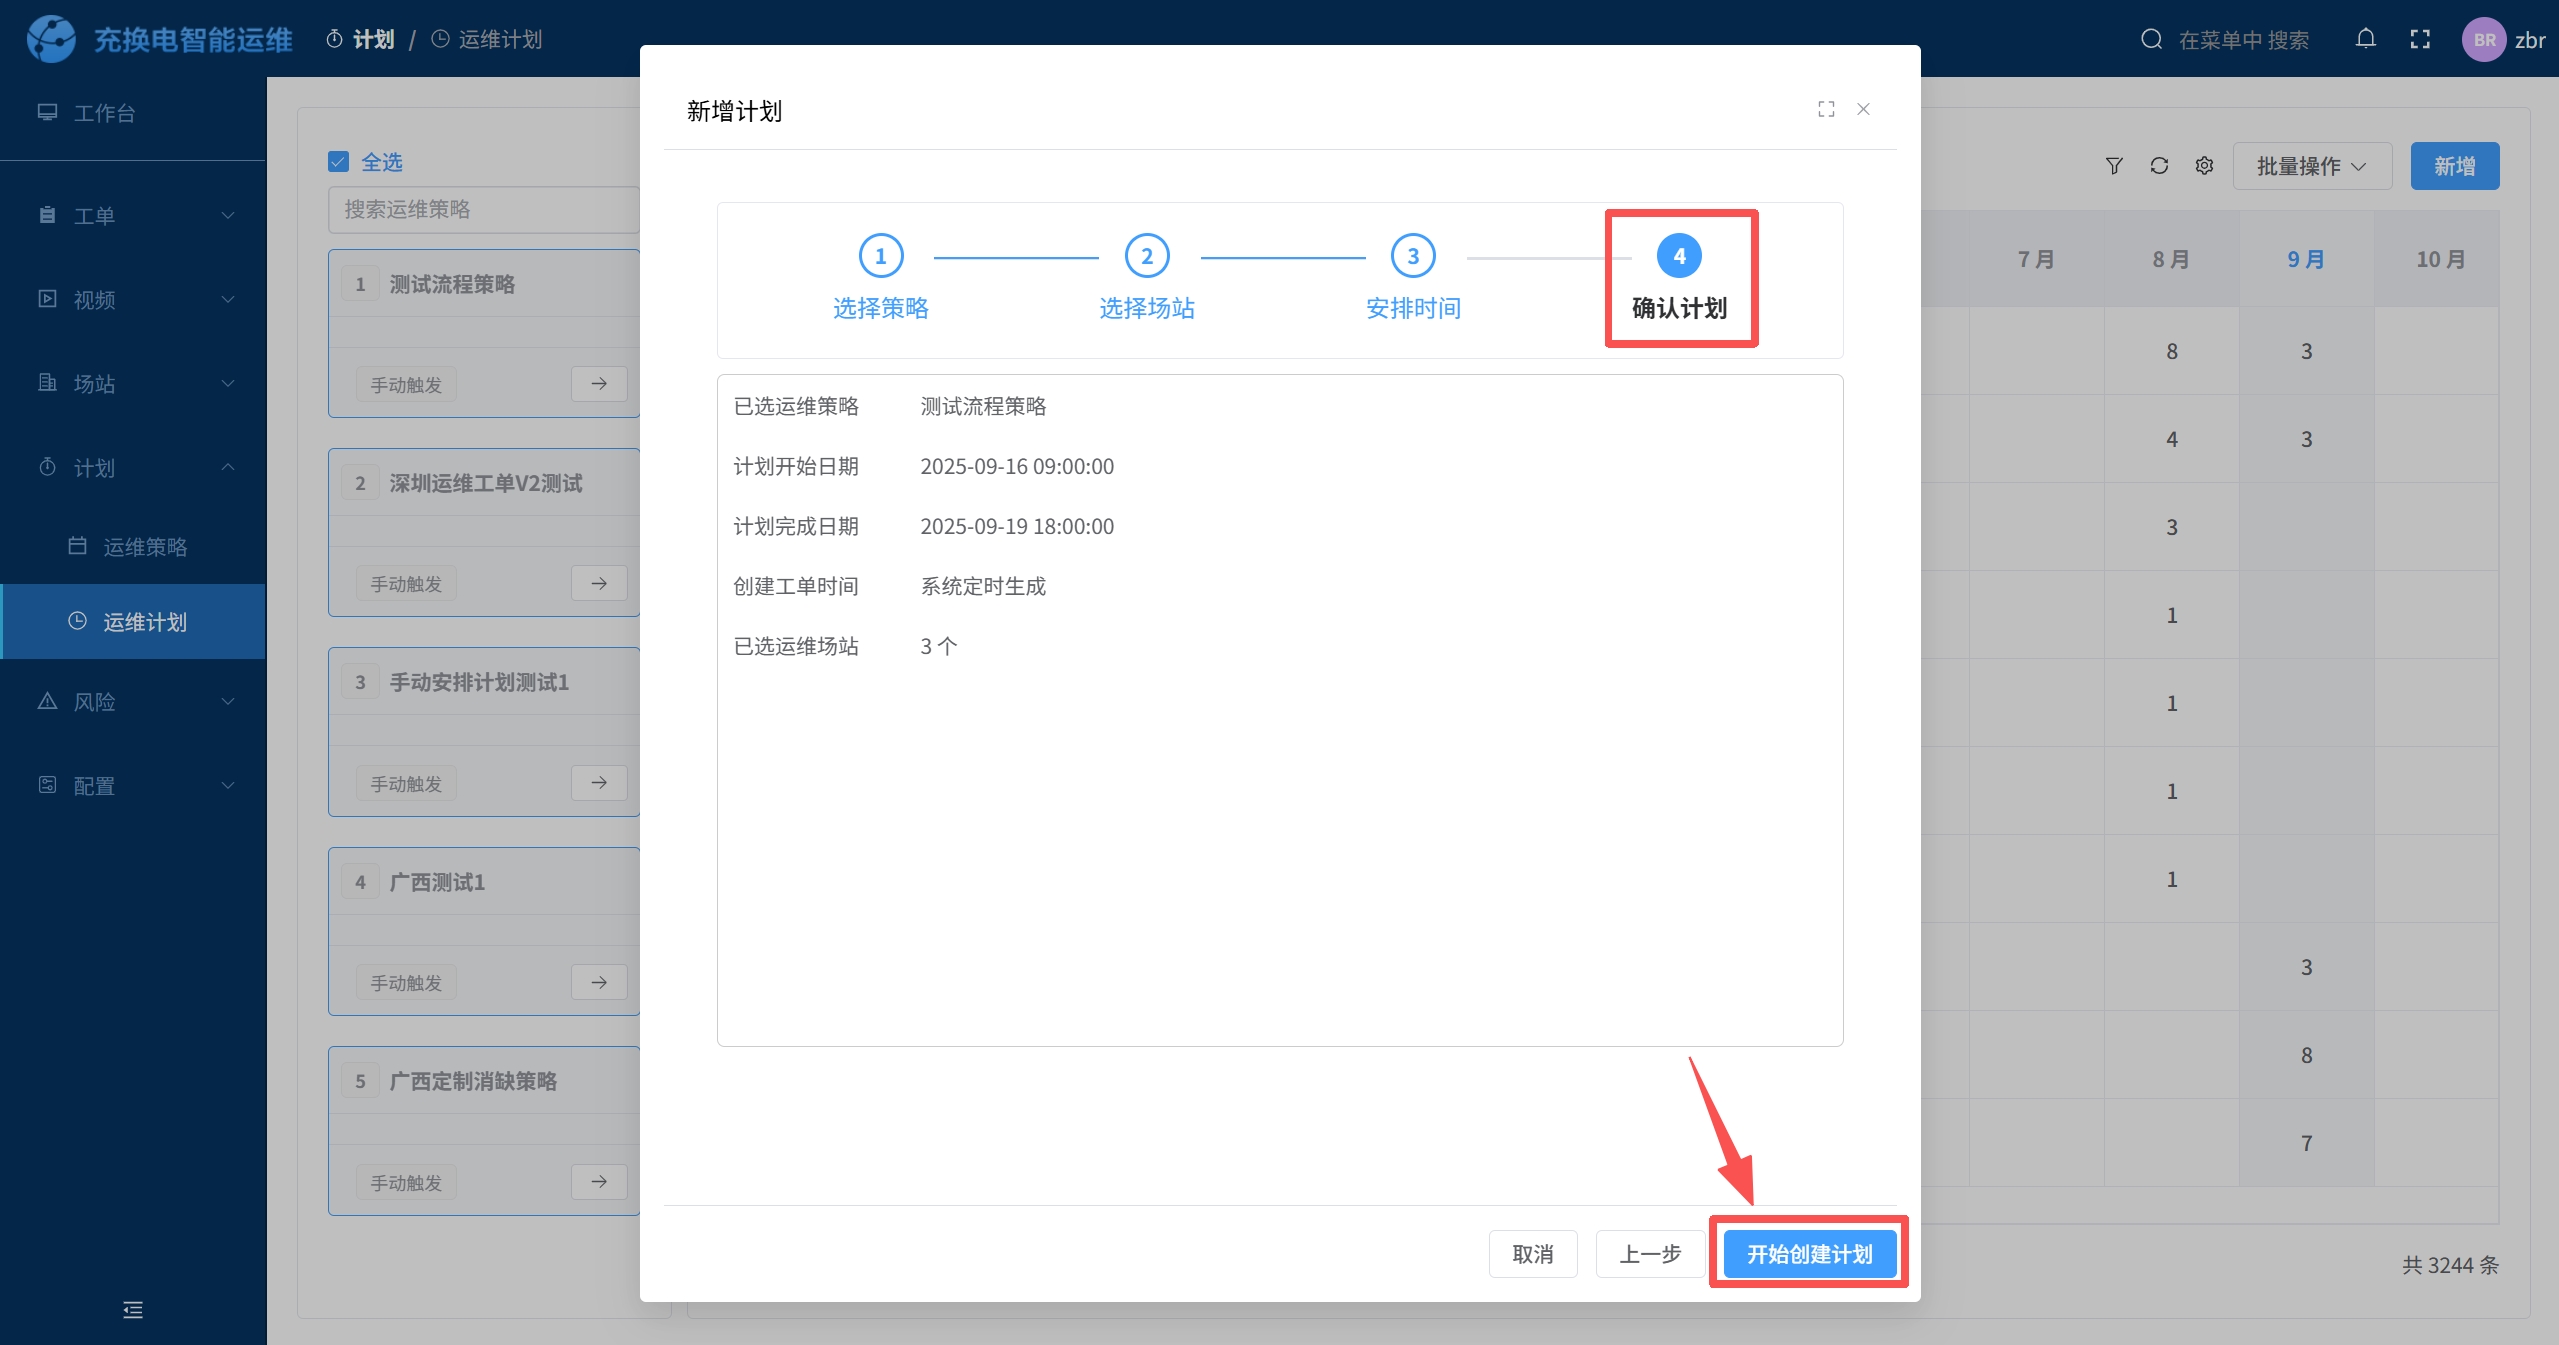 充换电智能运维
计划 / 运维计划
在菜单中 搜索
BR
zbr
工作台
工单
视频
场站
计划
运维策略
运维计划
风险
配置
全选
搜索运维策略
1 测试流程策略
手动触发
2 深圳运维工单V2测试
手动触发
3 手动安排计划测试1
手动触发
4 广西测试1
手动触发
5 广西定制消缺策略
手动触发
新增计划
1 2 3 4
选择策略 选择场站 安排时间 确认计划
已选运维策略 测试流程策略
计划开始日期 2025-09-16 09:00:00
计划完成日期 2025-09-19 18:00:00
创建工单时间 系统定时生成
已选运维场站 3 个
取消 上一步 开始创建计划
批量操作 新增
7 月 8 月 9 月 10 月
8 3
4 3
3
1
1
1
1
3
8
7
共 3244 条